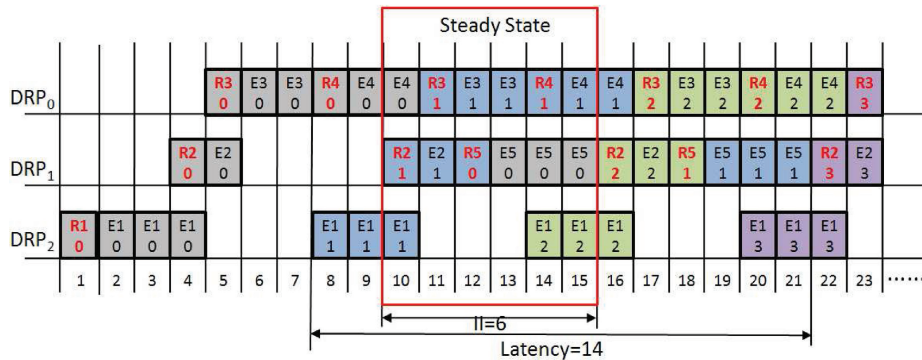 Steady State
R3 E3 E3 R4 E4 E4 R3 E3 E3 R4 E4 E4 R3 E3 E3 R4 E4 E4 R3
DRP0
0 0 0 0 0 0 1 1 1 1 1 1 2 2 2 2 2 2 3
R2 E2 R2 E2 R5 E5 E5 E5 R2 E2 R5 E5 E5 E5 R2 E2
DRP1
0 0 1 1 0 0 0 0 2 2 1 1 1 1 3 3
R1 E1 E1 E1 E1 E1 E1 E1 E1 E1 E1 E1 E1
DRP2
0 0 0 0 1 1 1 2 2 2 3 3 3
1 2 3 4 5 6 7 8 9 10 11 12 13 14 15 16 17 18 19 20 21 22 23 ......
II=6
Latency=14